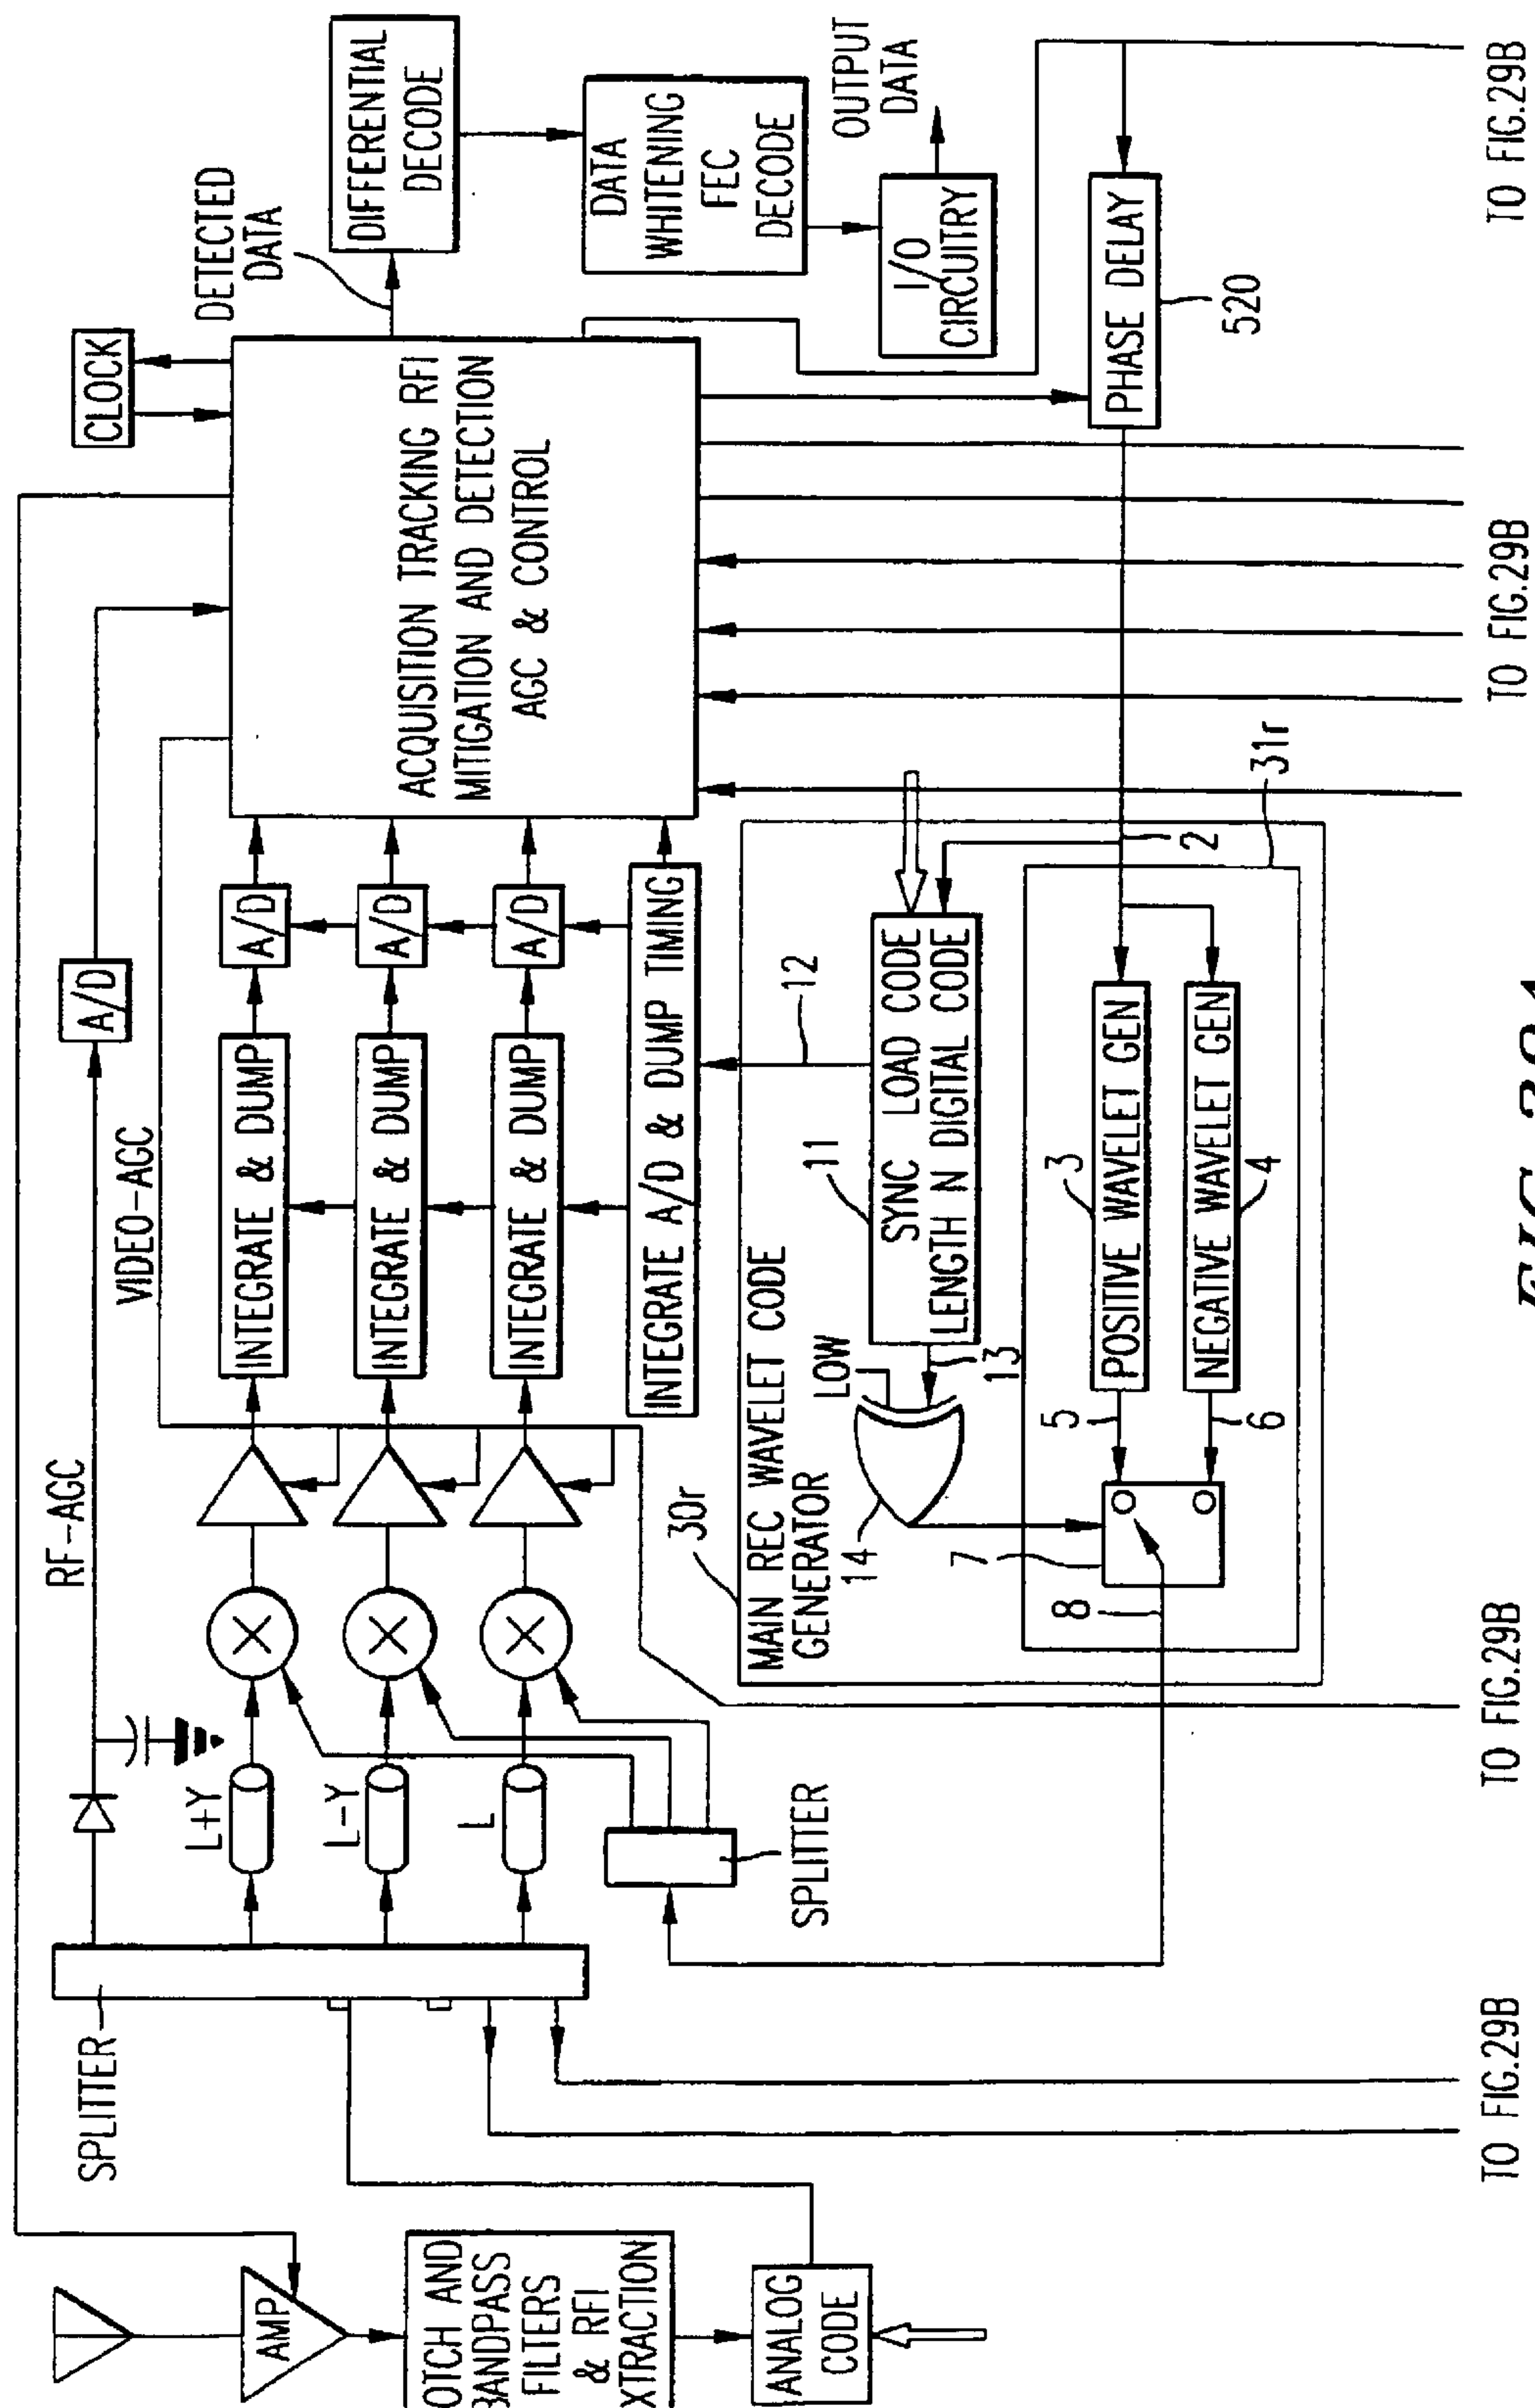 RF-AGC
A/D
CLOCK
SPLITTER
VIDEO-AGC
DETECTED
DATA
DIFFERENTIAL
DECODE
AMP
L+Y
L-Y
L
INTEGRATE & DUMP
A/D
INTEGRATE & DUMP
A/D
INTEGRATE & DUMP
A/D
ACQUISITION TRACKING RFI
MITIGATION AND DETECTION
AGC & CONTROL
DATA
WHITENING
FEC
DECODE
INTEGRATE A/D & DUMP TIMING
OTCH AND
BANDPASS
FILTERS
& RFI
XTRACTION
ANALOG
CODE
SPLITTER
30r
MAIN REC WAVELET CODE
GENERATOR
12
11
LOW
13
14
SYNC LOAD CODE
LENGTH N DIGITAL CODE
I/O
CIRCUITRY
OUTPUT
DATA
7
8
5
6
3
POSITIVE WAVELET GEN
NEGATIVE WAVELET GEN
4
2
31r
PHASE DELAY
520
TO FIG.29B
TO FIG.29B
TO FIG.29B
TO FIG.29B